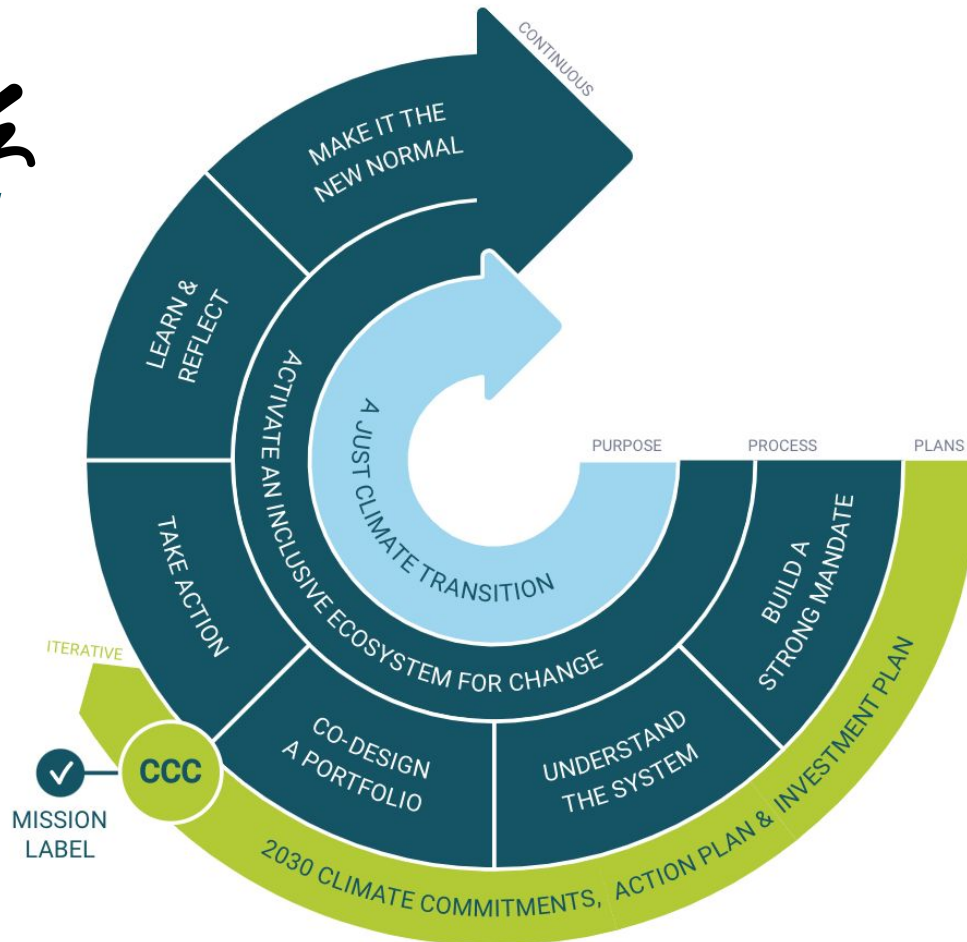 CONTINUOUS
MAKE IT THE
NEW NORMAL
LEARN &
REFLECT
ACTIVATE AN INCLUSIVE ECOSYSTEM FOR CHANGE
A JUST CLIMATE TRANSITION
PURPOSE
PROCESS
PLANS
BUILD A
STRONG MANDATE
TAKE ACTION
ITERATIVE
UNDERSTAND
THE SYSTEM
CO-DESIGN
A PORTFOLIO
CCC
MISSION
LABEL
2030 CLIMATE COMMITMENTS, ACTION PLAN & INVESTMENT PLAN